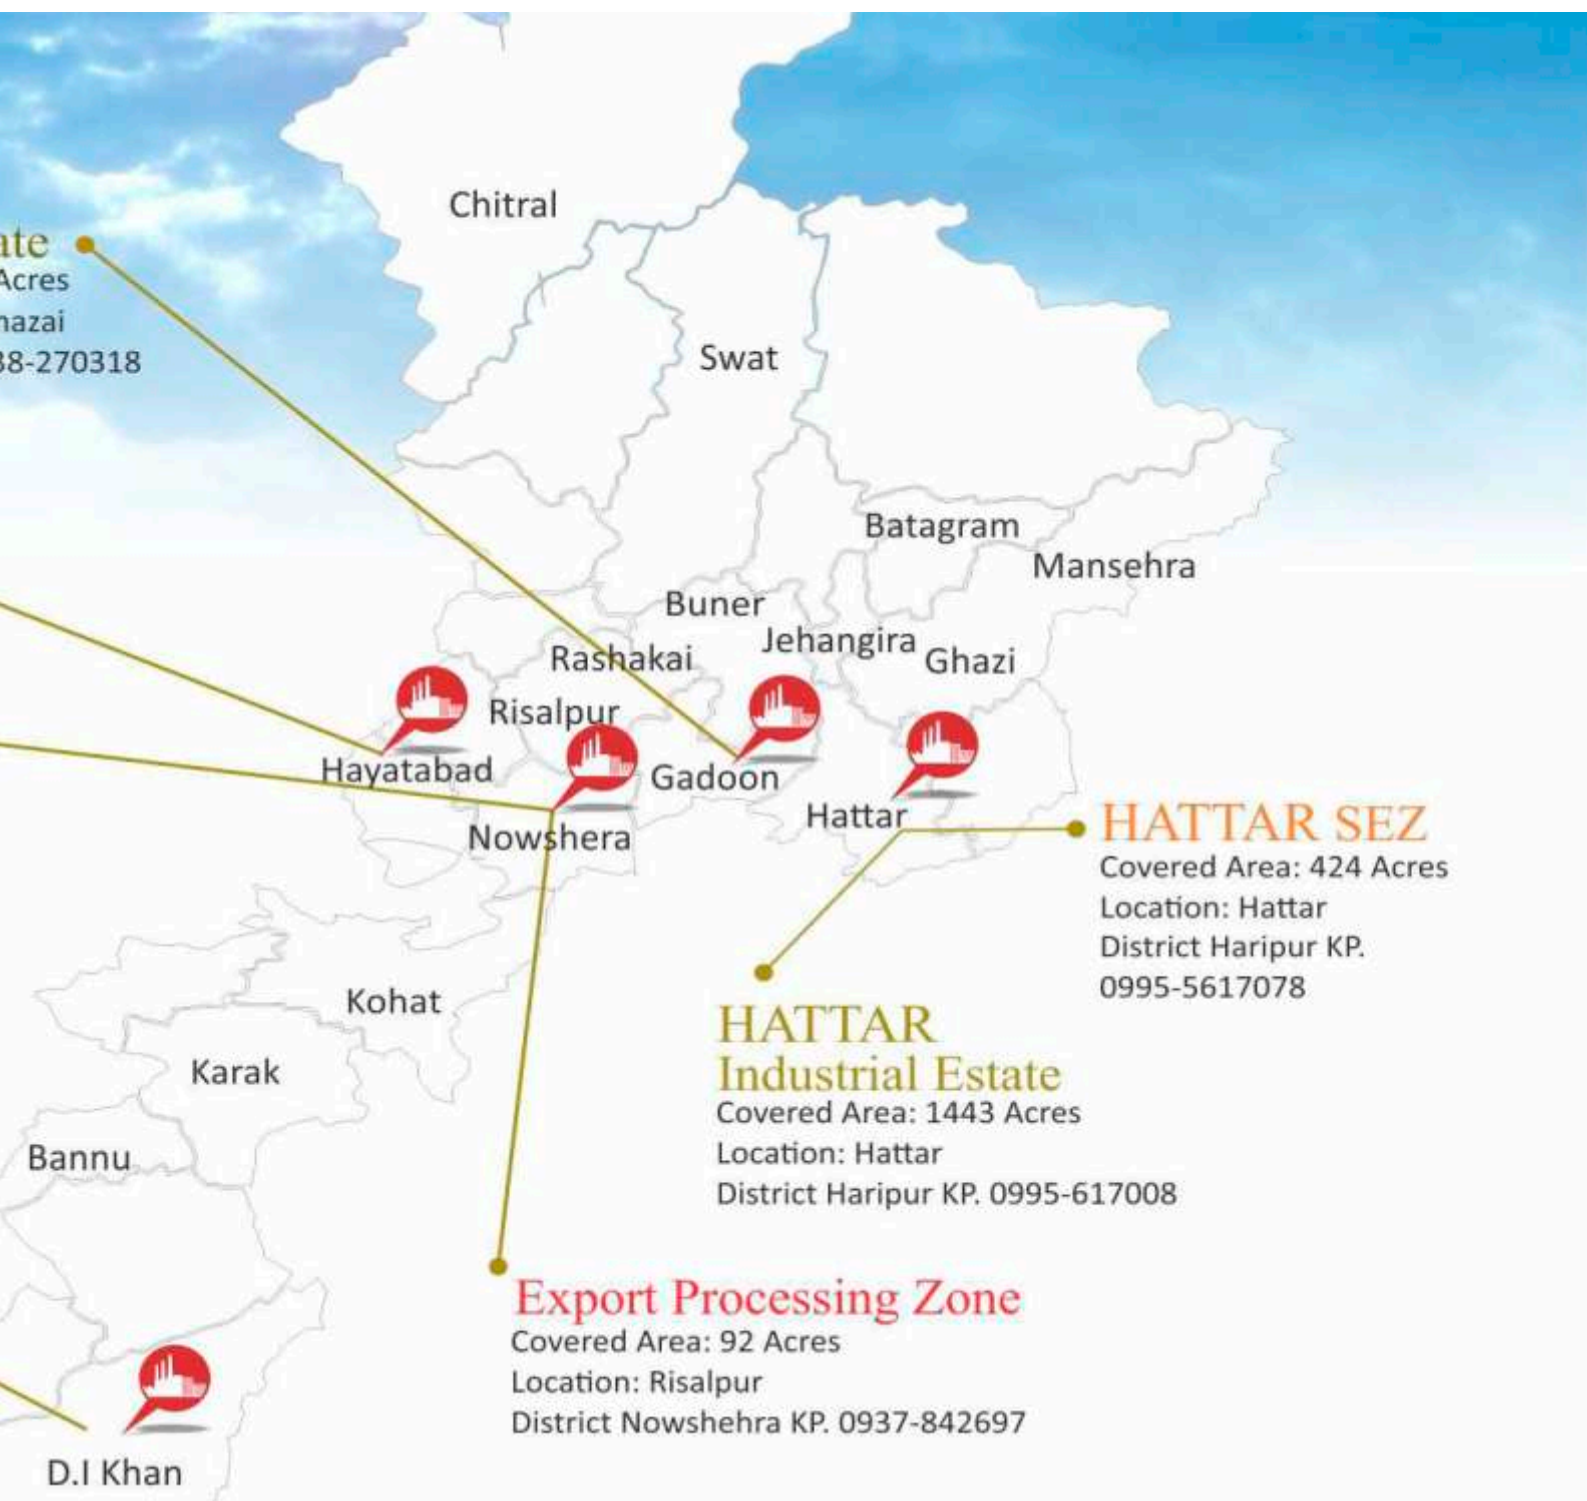 Chitral
ate
Acres
38-270318
Swat
Batagram
Mansehra
Buner
Jehangira
Rashakai
Ghazi
Risalpur
Hayatabad
Gadoon
Nowshera
Hattar
HATTAR SEZ
Covered Area: 424 Acres
Location: Hattar
District Haripur KP.
0995-5617078
Kohat
HATTAR
Industrial Estate
Covered Area: 1443 Acres
Location: Hattar
District Haripur KP. 0995-617008
Karak
Bannu
Export Processing Zone
Covered Area: 92 Acres
Location: Risalpur
District Nowshehra KP. 0937-842697
D.I Khan